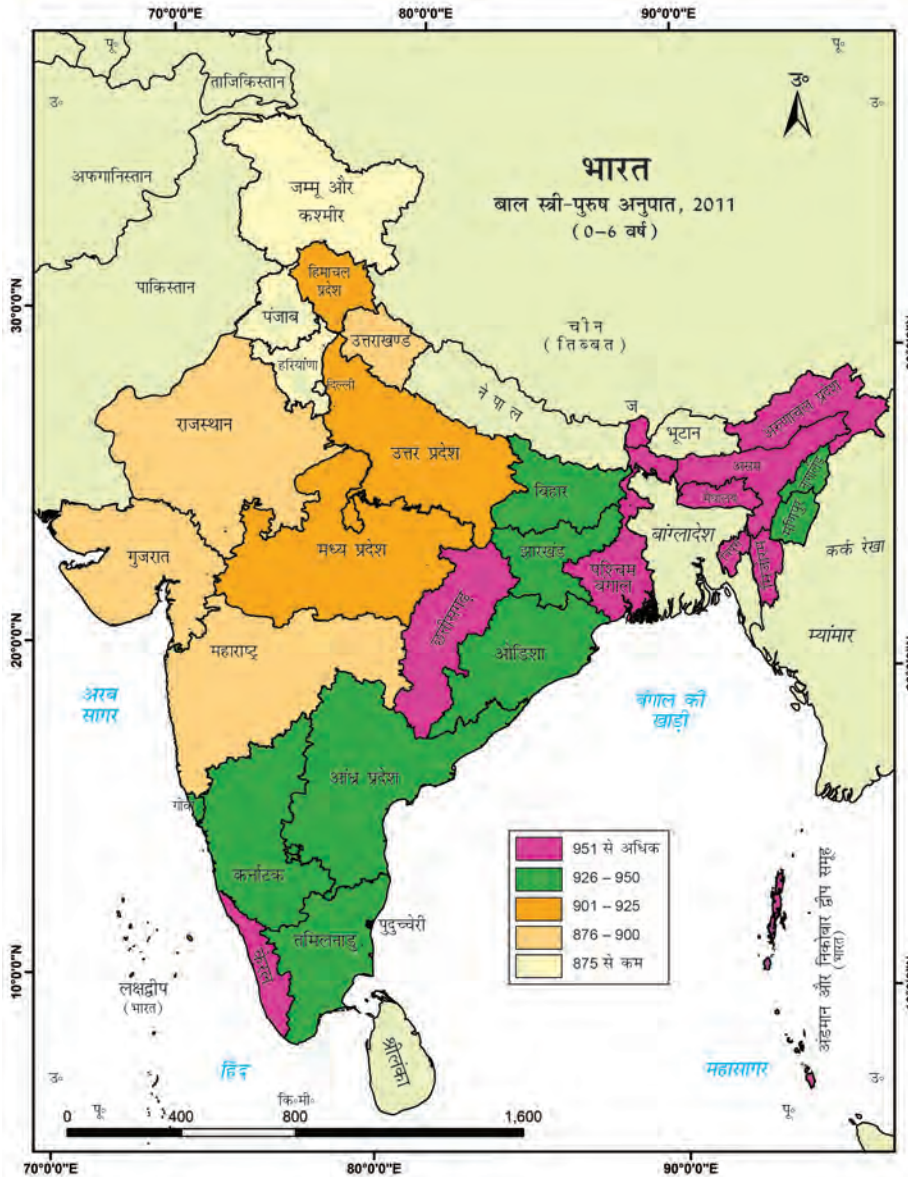 70°0'0"E 80°0'0"E 90°0'0"E
पू॰ पू॰
ताजिकिस्तान
उ॰ उ॰ उ॰
अफगानिस्तान
भारत
बाल स्त्री-पुरुष अनुपात, 2011
(0–6 वर्ष)
जम्मू और
कश्मीर
हिमाचल
प्रदेश
पाकिस्तान
30°0'0"N
पंजाब
उत्तराखण्ड
चीन
(तिब्बत)
हरियाणा
दिल्ली
नेपाल
ज
भूटान
अरुणाचल प्रदेश
राजस्थान
उत्तर प्रदेश
असम
बिहार
नागालैंड
मेघालय
मणिपुर
बांग्लादेश
झारखंड
मध्य प्रदेश
गुजरात
पश्चिम
बंगाल
त्रिपुरा
मिजोरम
कर्क रेखा
छत्तीसगढ़
20°0'0"N
महाराष्ट्र
ओडिशा
म्यांमार
अरब
सागर
बंगाल की
खाड़ी
आंध्र प्रदेश
गोवा
951 से अधिक
926 – 950
901 – 925
876 – 900
875 से कम
कर्नाटक
पुदुच्चेरी
तमिलनाडु
केरल
10°0'0"N
लक्षद्वीप
(भारत)
अंडमान और निकोबार द्वीप समूह
(भारत)
श्रीलंका
हिंद महासागर
उ॰ उ॰
पू॰ कि॰मी॰ पू॰
0 400 800 1,600
70°0'0"E 80°0'0"E 90°0'0"E